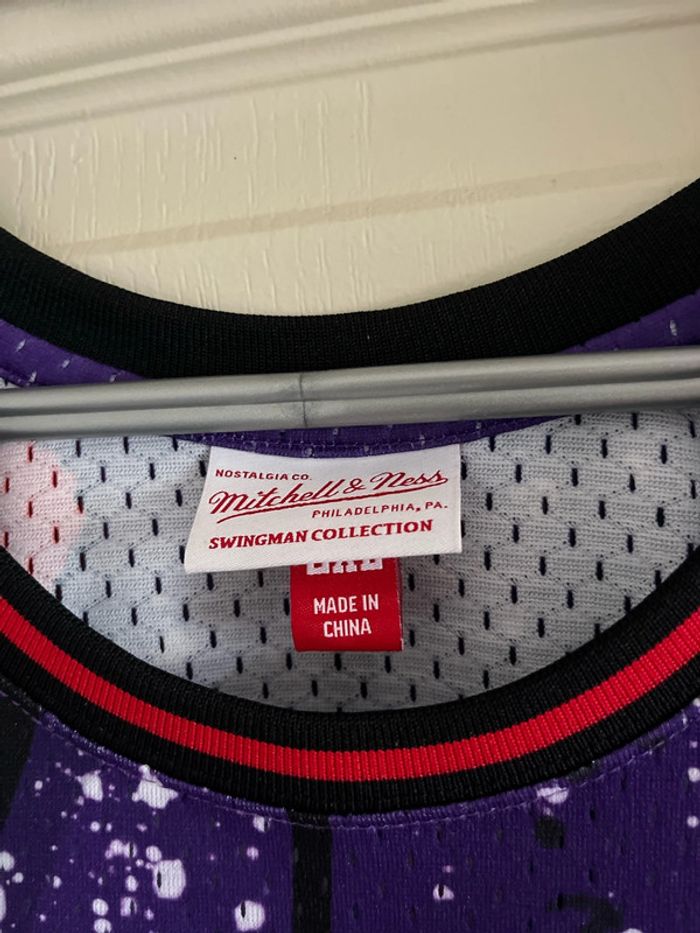 NOSTALGIA CO.
Mitchell & Ness
PHILADELPHIA, PA.
SWINGMAN COLLECTION
MADE IN
CHINA